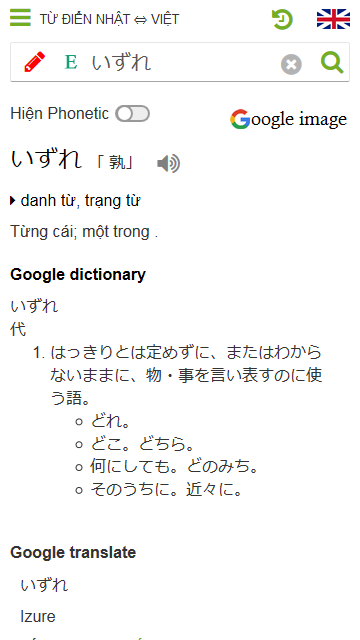 TỪ ĐIỂN NHẬT ⇔ VIỆT
E いずれ
Hiện Phonetic
Google image
いずれ 「 孰」
danh từ, trạng từ
Từng cái; một trong .
Google dictionary
いずれ
代
1. はっきりとは定めずに、またはわから
ないままに、物・事を言い表すのに使
う語。
どれ。
どこ。どちら。
何にしても。どのみち。
そのうちに。近々に。
Google translate
いずれ
Izure